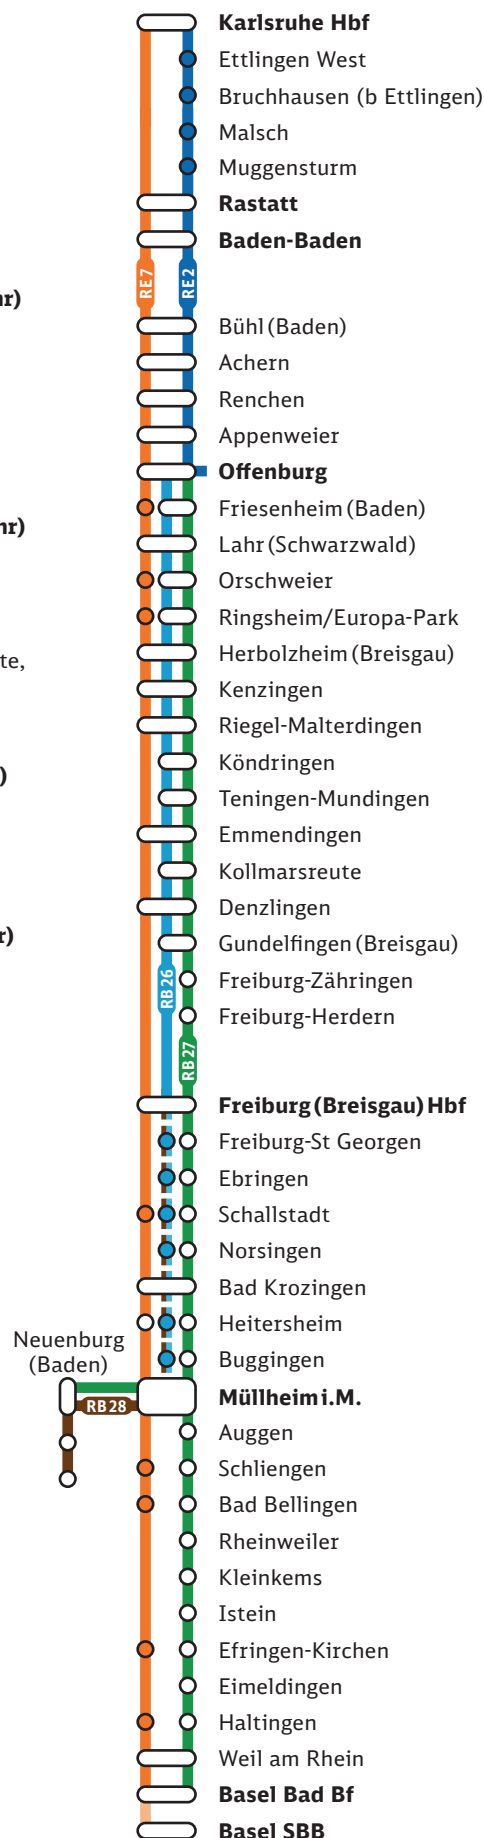 Karlsruhe Hbf
Ettlingen West
Bruchhausen (b Ettlingen)
Malsch
Muggensturm
Rastatt
Baden-Baden
RE 7
RE 2
r)
Bühl (Baden)
Achern
Renchen
Appenweier
Offenburg
Friesenheim (Baden)
hr)
Lahr (Schwarzwald)
Orschweier
Ringsheim/Europa-Park
te,
Herbolzheim (Breisgau)
Kenzingen
Riegel-Malterdingen
Köndringen
)
Teningen-Mundingen
Emmendingen
Kollmarsreute
Denzlingen
r)
Gundelfingen (Breisgau)
RB 26
Freiburg-Zähringen
Freiburg-Herdern
RB 27
Freiburg (Breisgau) Hbf
Freiburg-St Georgen
Ebringen
Schallstadt
Norsingen
Bad Krozingen
Heitersheim
Neuenburg
(Baden)
Buggingen
Müllheim i.M.
RB 28
Auggen
Schliengen
Bad Bellingen
Rheinweiler
Kleinkems
Istein
Efringen-Kirchen
Eimeldingen
Haltingen
Weil am Rhein
Basel Bad Bf
Basel SBB